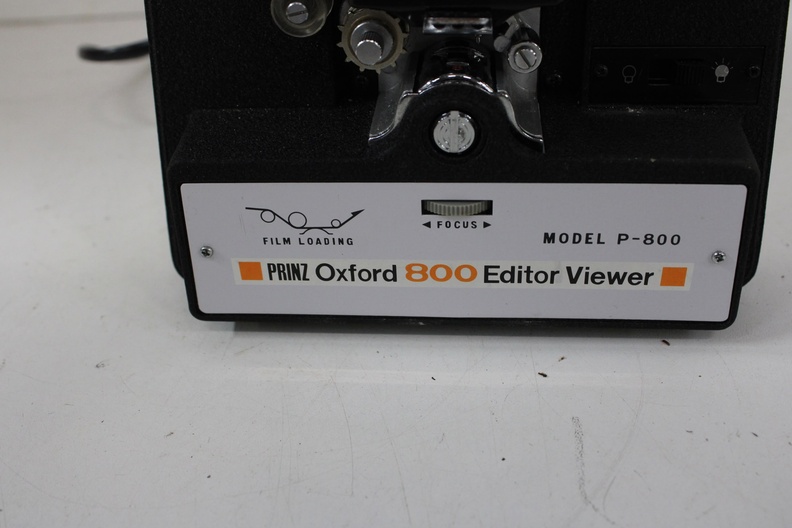 FILM LOADING
◄ FOCUS ►
MODEL P-800
PRINZ Oxford 800 Editor Viewer